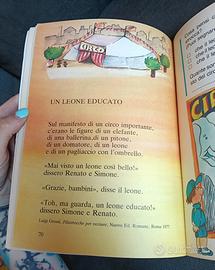 CIRCO
UN LEONE EDUCATO
Sul manifesto di un circo importante,
c'erano le figure di un elefante,
di una ballerina, di un pitone,
di un domatore, di un leone
e di un pagliaccio con l'ombrello.
«Mai visto un leone così bello!»
dissero Renato e Simone.
«Grazie, bambini», disse il leone.
«Toh, ma guarda, un leone educato!»
dissero Simone e Renato.
Luigi Grossi, Filastrocche per recitare, Nuove Ed. Romane, Roma 1977.
70